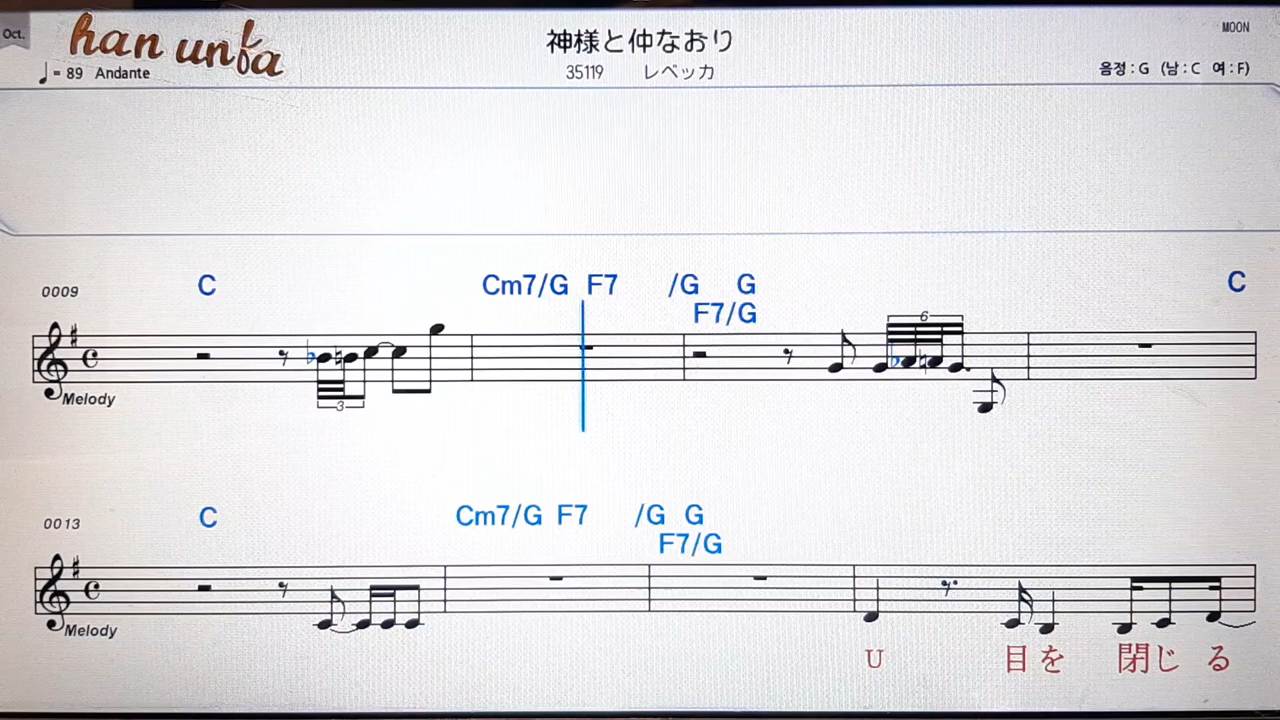 Oct.
han unba
♩ = 89 Andante
神様と仲なおり
35119 レベッカ
MOON
음정 : G (남 : C 여 : F)
0009
C Cm7/G F7 /G G C
F7/G
6
3
Melody
0013
C Cm7/G F7 /G G
F7/G
Melody
U 目を 閉じ る